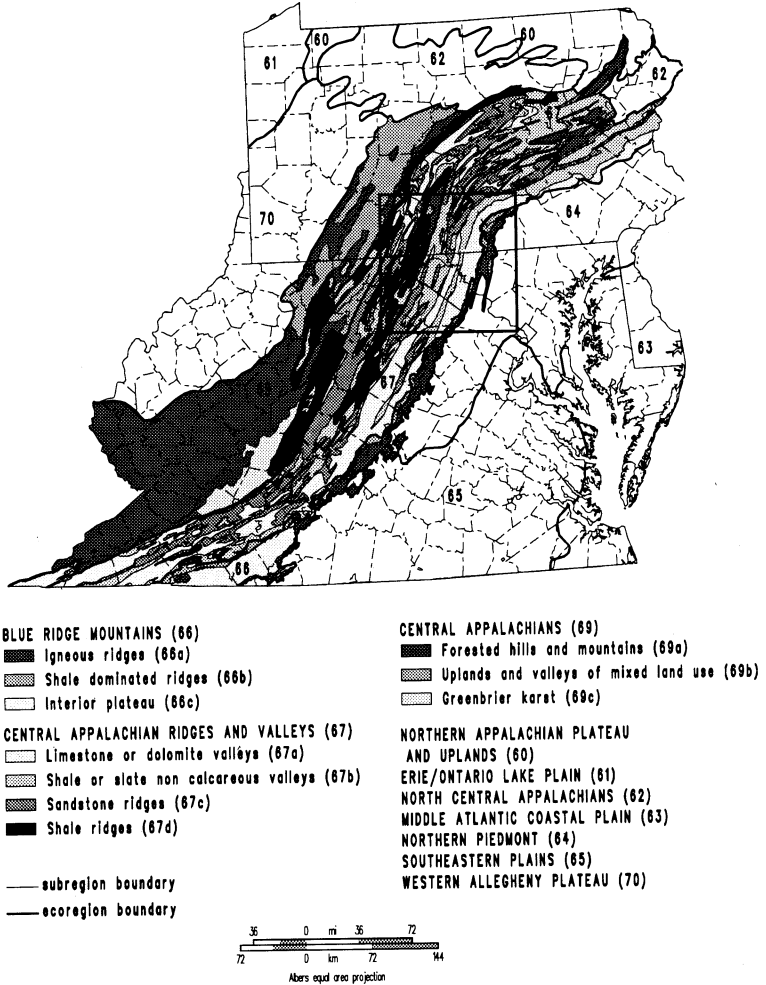 60
60
61
62
62
70
64
63
69
67
65
66
BLUE RIDGE MOUNTAINS (66)
Igneous ridges (66a)
Shale dominated ridges (66b)
Interior plateau (66c)
CENTRAL APPALACHIAN RIDGES AND VALLEYS (67)
Limestone or dolomite valleys (67a)
Shale or slate non calcareous valleys (67b)
Sandstone ridges (67c)
Shale ridges (67d)
subregion boundary
ecoregion boundary
CENTRAL APPALACHIANS (69)
Forested hills and mountains (69a)
Uplands and valleys of mixed land use (69b)
Greenbrier karst (69c)
NORTHERN APPALACHIAN PLATEAU
AND UPLANDS (60)
ERIE/ONTARIO LAKE PLAIN (61)
NORTH CENTRAL APPALACHIANS (62)
MIDDLE ATLANTIC COASTAL PLAIN (63)
NORTHERN PIEDMONT (64)
SOUTHEASTERN PLAINS (65)
WESTERN ALLEGHENY PLATEAU (70)
36 0 mi 36 72
72 0 km 72 144
Albers equal area projection